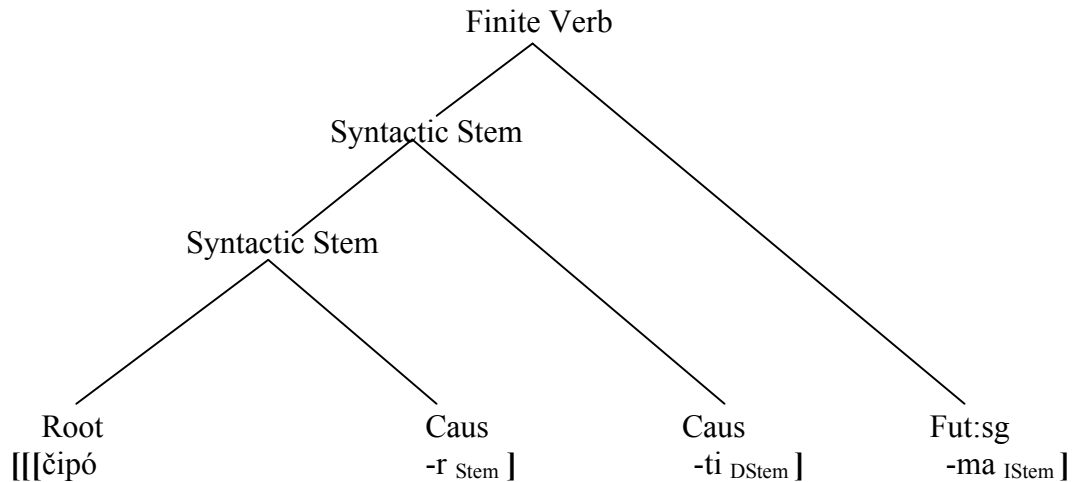 Finite Verb
Syntactic Stem
Syntactic Stem
Root Caus Caus Fut:sg
[[[čipó -r Stem ] -ti DStem ] -ma IStem ]